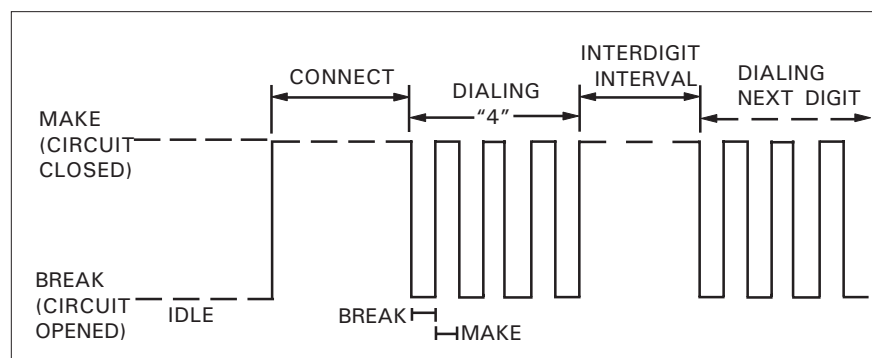 CONNECT
DIALING
"4"
INTERDIGIT
INTERVAL
DIALING
NEXT DIGIT
MAKE
(CIRCUIT
CLOSED)
BREAK
(CIRCUIT
OPENED)
IDLE
BREAK
MAKE